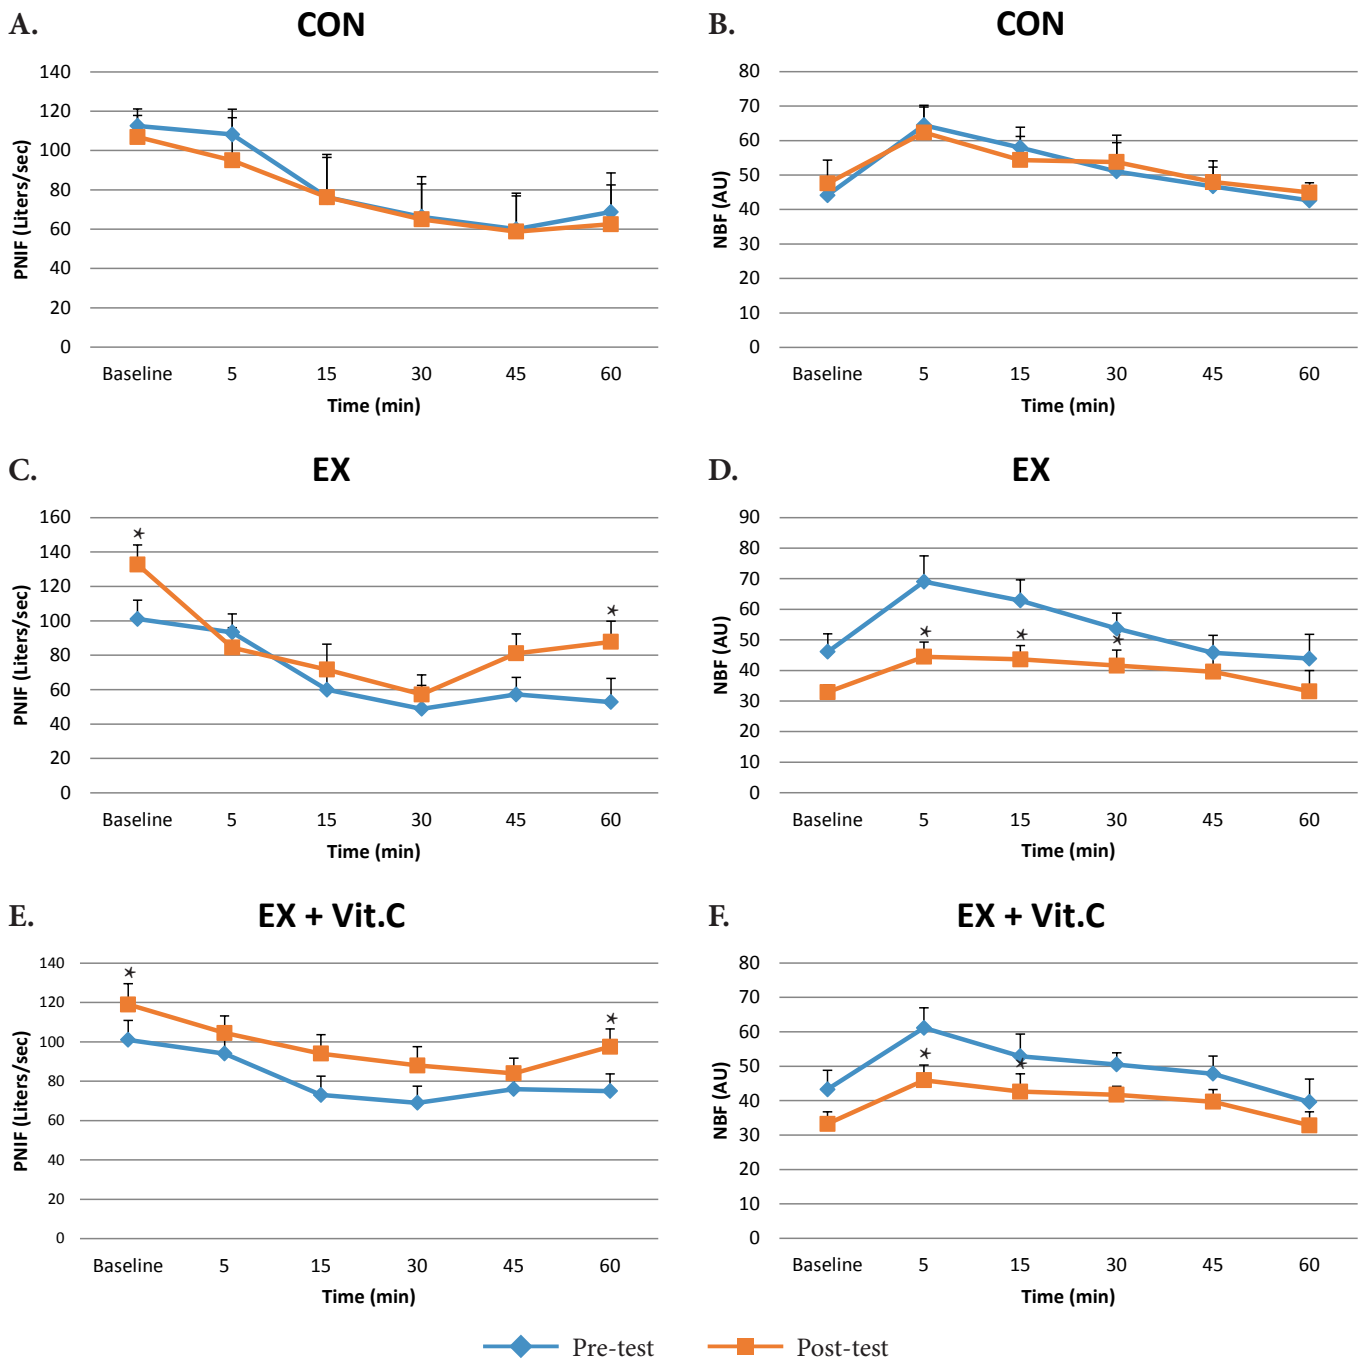 A. CON
PNIF (Liters/sec)
140
120
100
80
60
40
20
0
Baseline 5 15 30 45 60
Time (min)
B. CON
NBF (AU)
80
70
60
50
40
30
20
10
0
Baseline 5 15 30 45 60
Time (min)
C. EX
PNIF (Liters/sec)
160
140
120
100
80
60
40
20
0
* *
Baseline 5 15 30 45 60
Time (min)
D. EX
NBF (AU)
90
80
70
60
50
40
30
20
10
0
* * *
Baseline 5 15 30 45 60
Time (min)
E. EX + Vit.C
PNIF (Liters/sec)
140
120
100
80
60
40
20
0
* *
Baseline 5 15 30 45 60
Time (min)
F. EX + Vit.C
NBF (AU)
80
70
60
50
40
30
20
10
0
* *
Baseline 5 15 30 45 60
Time (min)
Pre-test Post-test